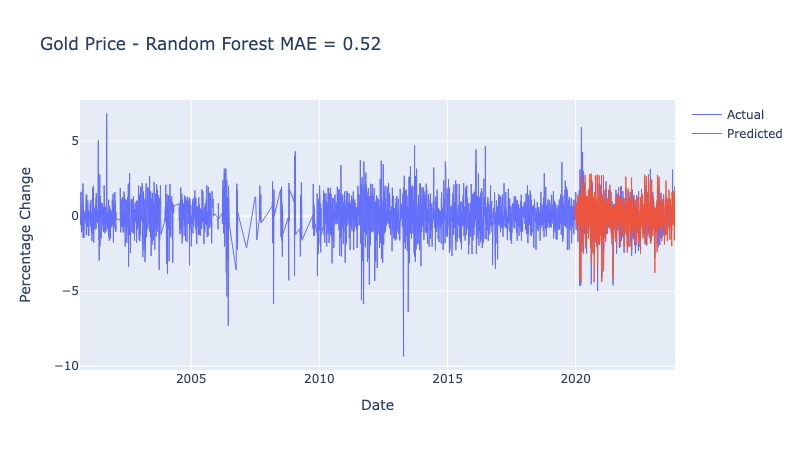 Gold Price - Random Forest MAE = 0.52
Actual
Predicted
5
0
−5
−10
Percentage Change
2005
2010
2015
2020
Date